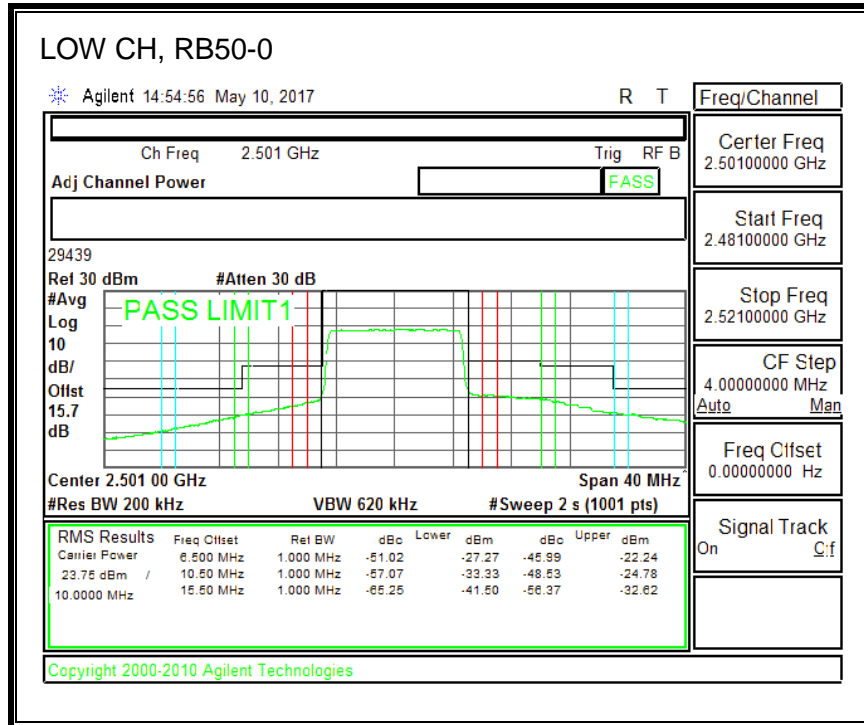 LOW CH, RB50-0
Agilent 14:54:56 May 10, 2017 R T
Ch Freq 2.501 GHz Trig RF B
Adj Channel Power
PASS
29439
Ref 30 dBm #Atten 30 dB
#Avg
Log
10
dB/
Offst
15.7
dB
PASS LIMIT1
Center 2.501 00 GHz Span 40 MHz
#Res BW 200 kHz VBW 620 kHz #Sweep 2 s (1001 pts)
RMS Results Freq Offset Ref BW dBc Lower dBm dBc Upper dBm
Carrier Power 6.500 MHz 1.000 MHz -51.02 -27.27 -45.99 -22.24
23.75 dBm / 10.50 MHz 1.000 MHz -57.07 -33.33 -48.53 -24.78
10.0000 MHz 15.50 MHz 1.000 MHz -65.25 -41.50 -56.37 -32.62
Copyright 2000-2010 Agilent Technologies
Freq/Channel
Center Freq
2.50100000 GHz
Start Freq
2.48100000 GHz
Stop Freq
2.52100000 GHz
CF Step
4.00000000 MHz
Auto Man
Freq Offset
0.00000000 Hz
Signal Track
On Off